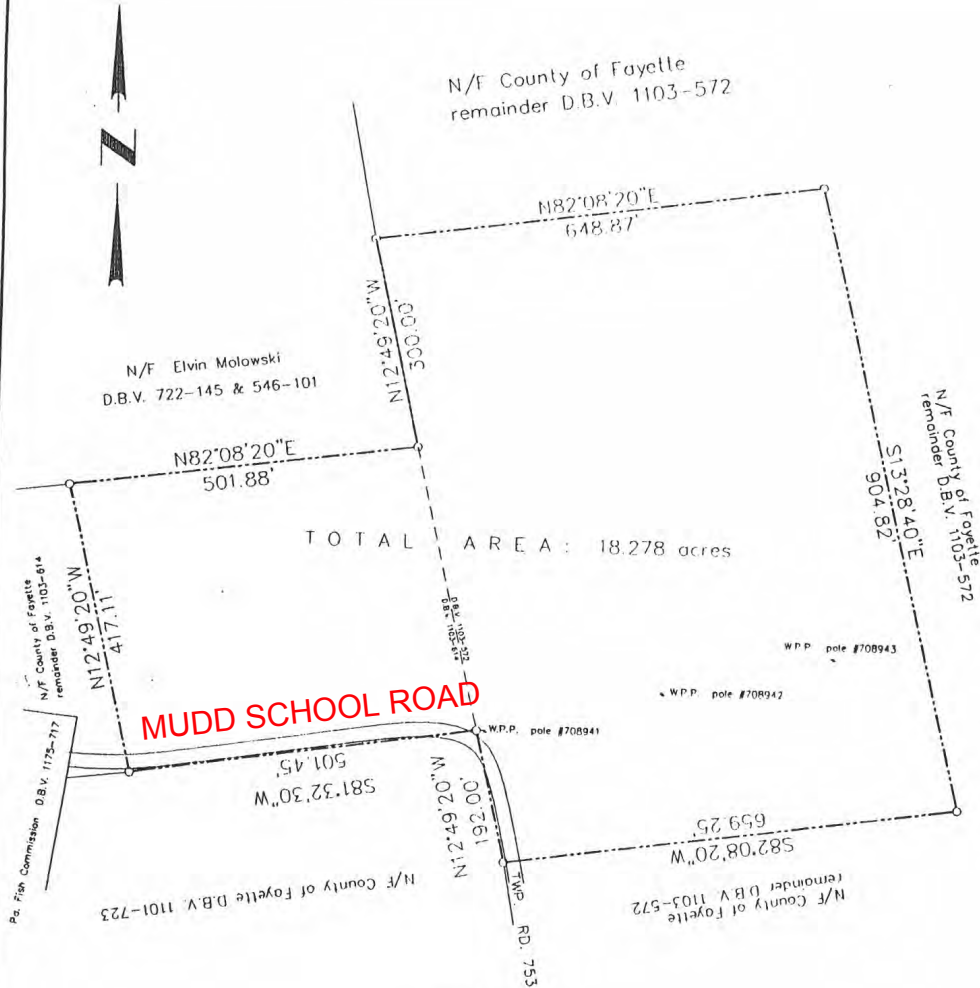 N/F County of Fayette
remainder D.B.V. 1103-572
N
N82°08'20"E
648.87'
N12°49'20"W
300.00'
N/F Elvin Molowski
D.B.V. 722-145 & 546-101
N82°08'20"E
501.88'
TOTAL AREA: 18.278 acres
N/F County of Fayette
remainder D.B.V. 1103-572
S13°28'40"E
904.82'
N/F County of Fayette
remainder D.B.V. 1103-614
N12°49'20"W
417.11'
D.B.V. 1103-572
D.B.V. 1103-614
W.P.P. pole #708943
W.P.P. pole #708942
W.P.P. pole #708941
MUDD SCHOOL ROAD
501.45'
S81°32'30"W
N12°49'20"W
192.00'
659.25'
S82°08'20"W
Pa. Fish Commission D.B.V. 1175-717
N/F County of Fayette D.B.V. 1101-723
TWP. RD. 753
N/F County of Fayette
remainder D.B.V. 1103-572